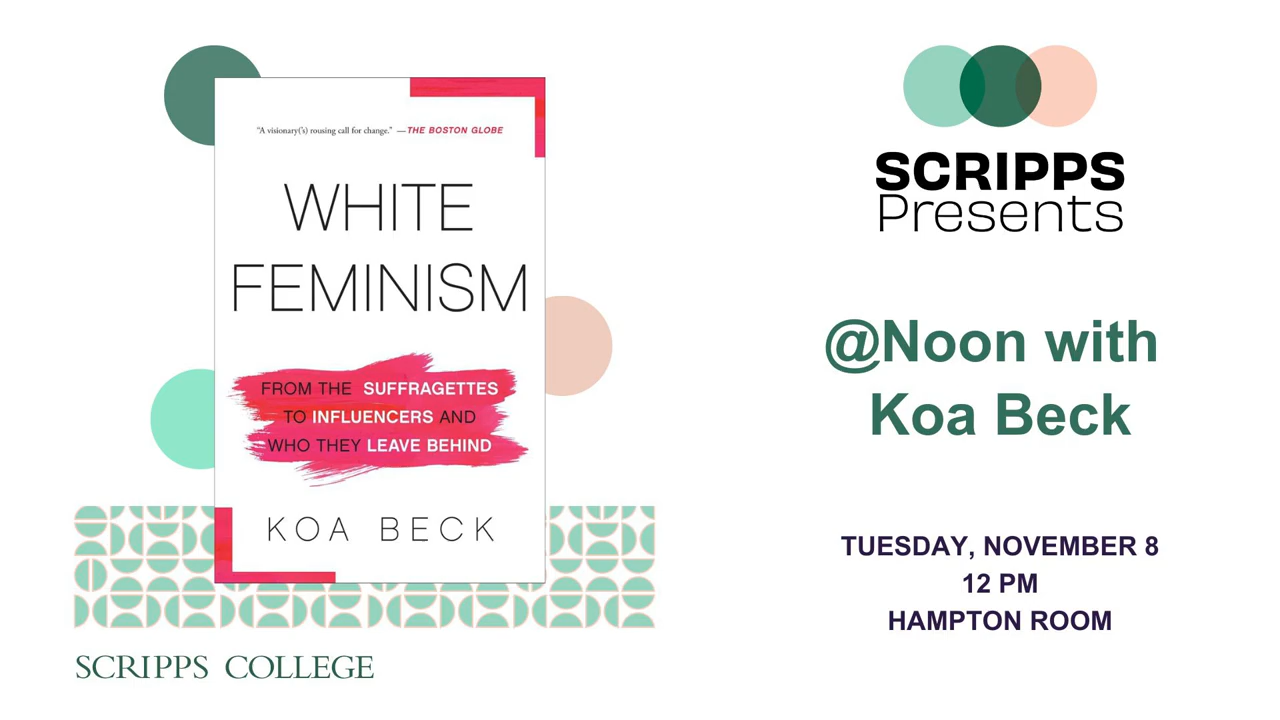 "A visionary('s) rousing call for change." —THE BOSTON GLOBE
WHITE
FEMINISM
FROM THE SUFFRAGETTES
TO INFLUENCERS AND
WHO THEY LEAVE BEHIND
KOA BECK
SCRIPPS COLLEGE
SCRIPPS
Presents
@Noon with
Koa Beck
TUESDAY, NOVEMBER 8
12 PM
HAMPTON ROOM